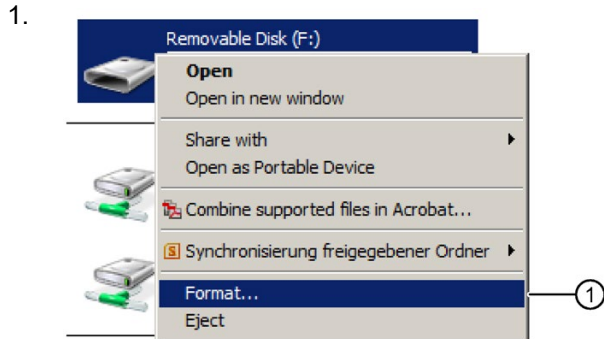 1.
Removable Disk (F:)
Open
Open in new window
Share with
Open as Portable Device
Combine supported files in Acrobat...
Synchronisierung freigegebener Ordner
Format...
1
Eject